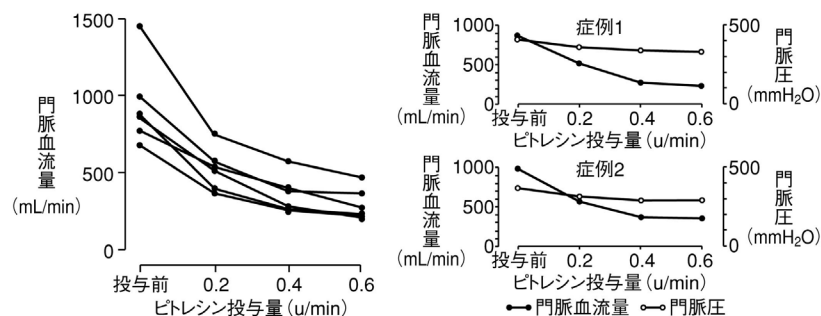 1500
1000
500
0
門脈血流量
(mL/min)
投与前 0.2 0.4 0.6
ピトレシン投与量(u/min)
症例1
門脈血流量
(mL/min)
1000
500
0
500
0
門脈圧
(mmH₂O)
投与前 0.2 0.4 0.6
ピトレシン投与量(u/min)
症例2
門脈血流量
(mL/min)
1000
500
0
500
0
門脈圧
(mmH₂O)
投与前 0.2 0.4 0.6
ピトレシン投与量(u/min)
門脈血流量 門脈圧